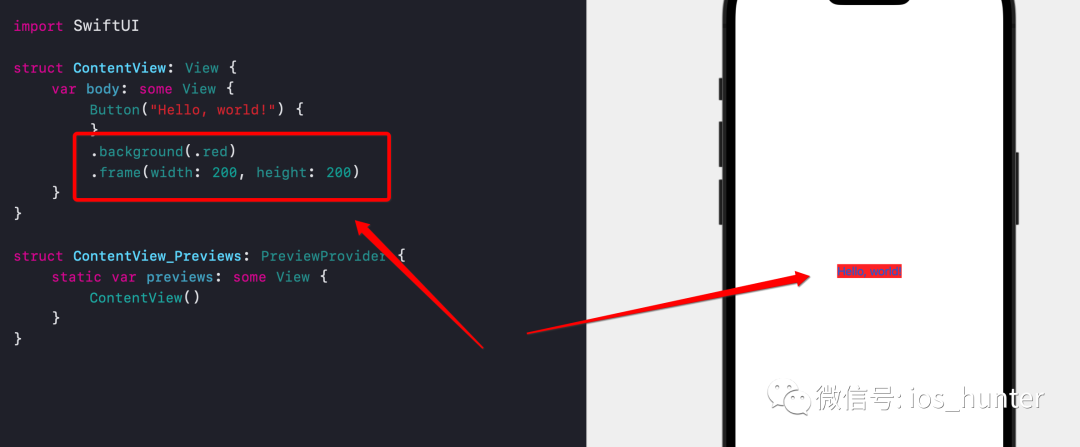 import SwiftUI
struct ContentView: View {
var body: some View {
Button("Hello, world!") {
}
.background(.red)
.frame(width: 200, height: 200)
}
}
struct ContentView_Previews: PreviewProvider {
static var previews: some View {
ContentView()
}
}
Hello, world!
微信号: ios_hunter